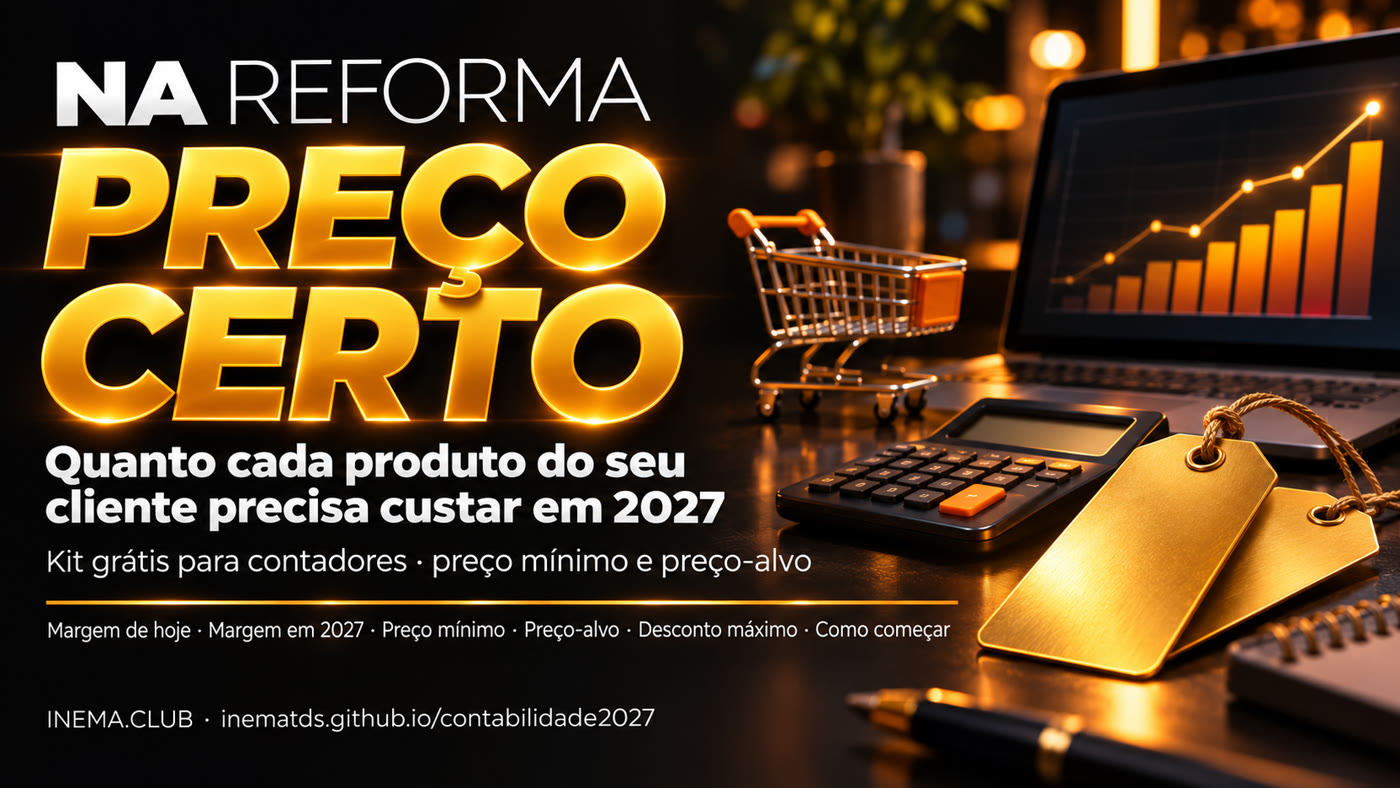 NA REFORMA
PREÇO
CERTO
Quanto cada produto do seu
cliente precisa custar em 2027
Kit grátis para contadores · preço mínimo e preço-alvo
Margem de hoje · Margem em 2027 · Preço mínimo · Preço-alvo · Desconto máximo · Como começar
INEMA.CLUB · inematds.github.io/contabilidade2027